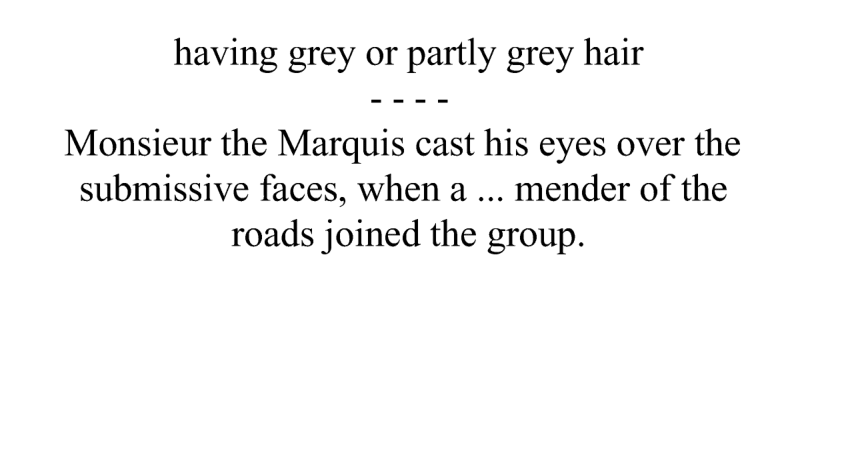 having grey or partly grey hair
- - - -
Monsieur the Marquis cast his eyes over the
submissive faces, when a ... mender of the
roads joined the group.